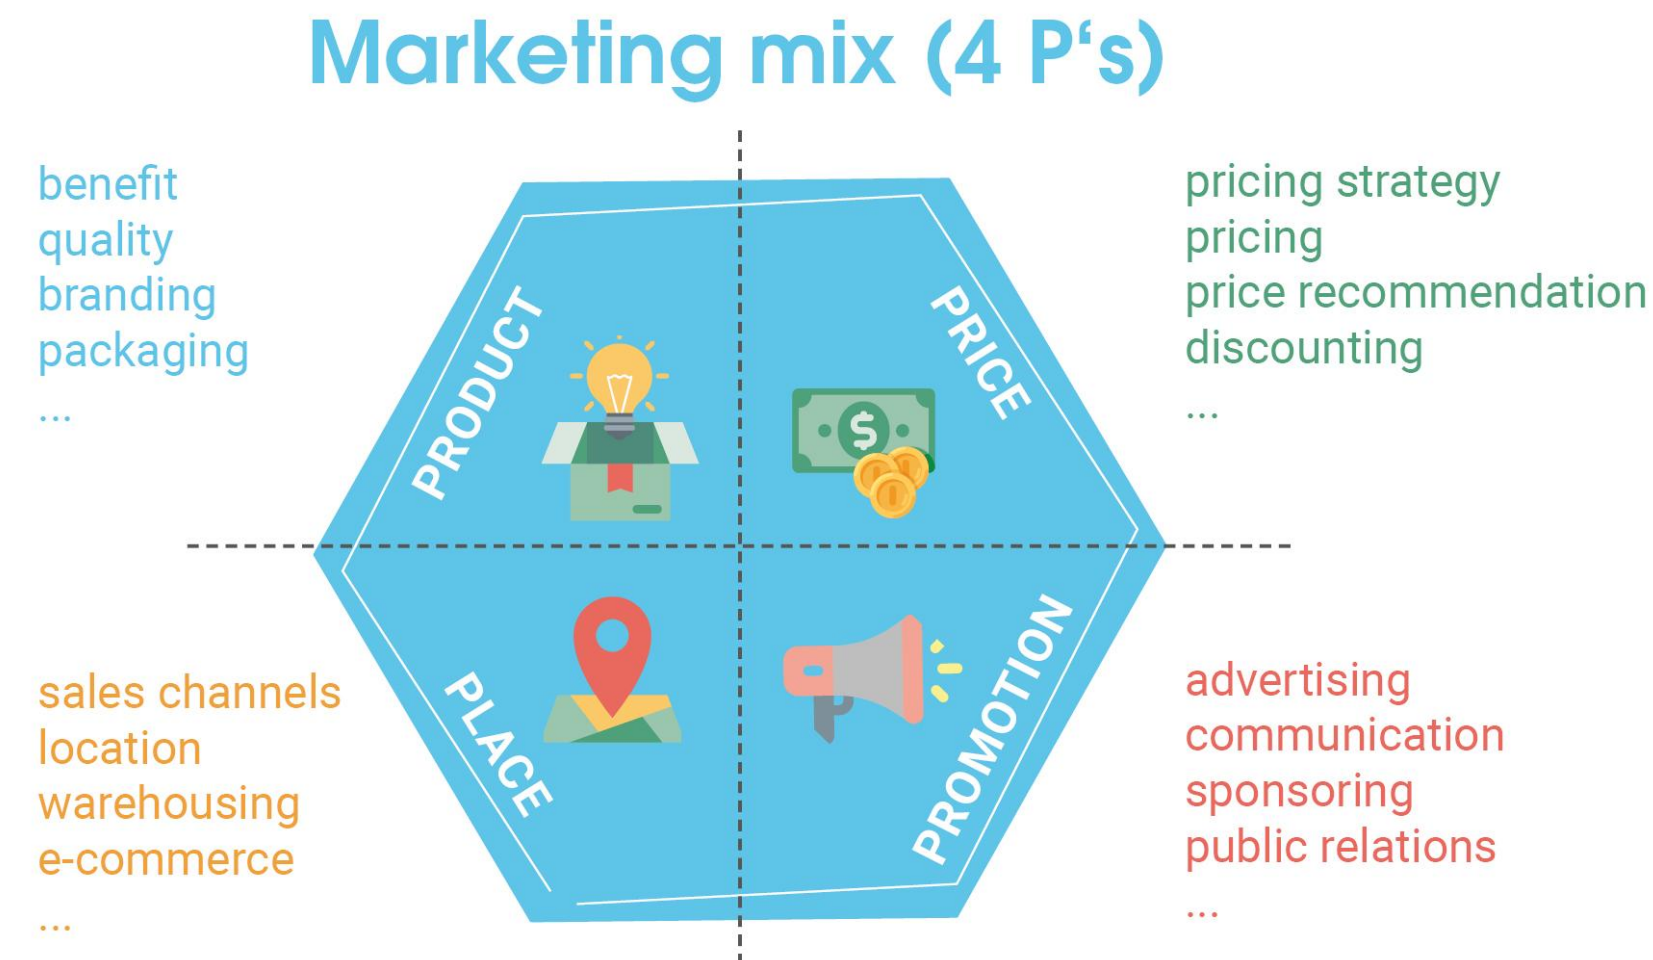 Marketing mix (4 P‘s)
benefit
quality
branding
packaging
...
pricing strategy
pricing
price recommendation
discounting
...
PRODUCT
PRICE
$
PLACE
PROMOTION
sales channels
location
warehousing
e-commerce
...
advertising
communication
sponsoring
public relations
...